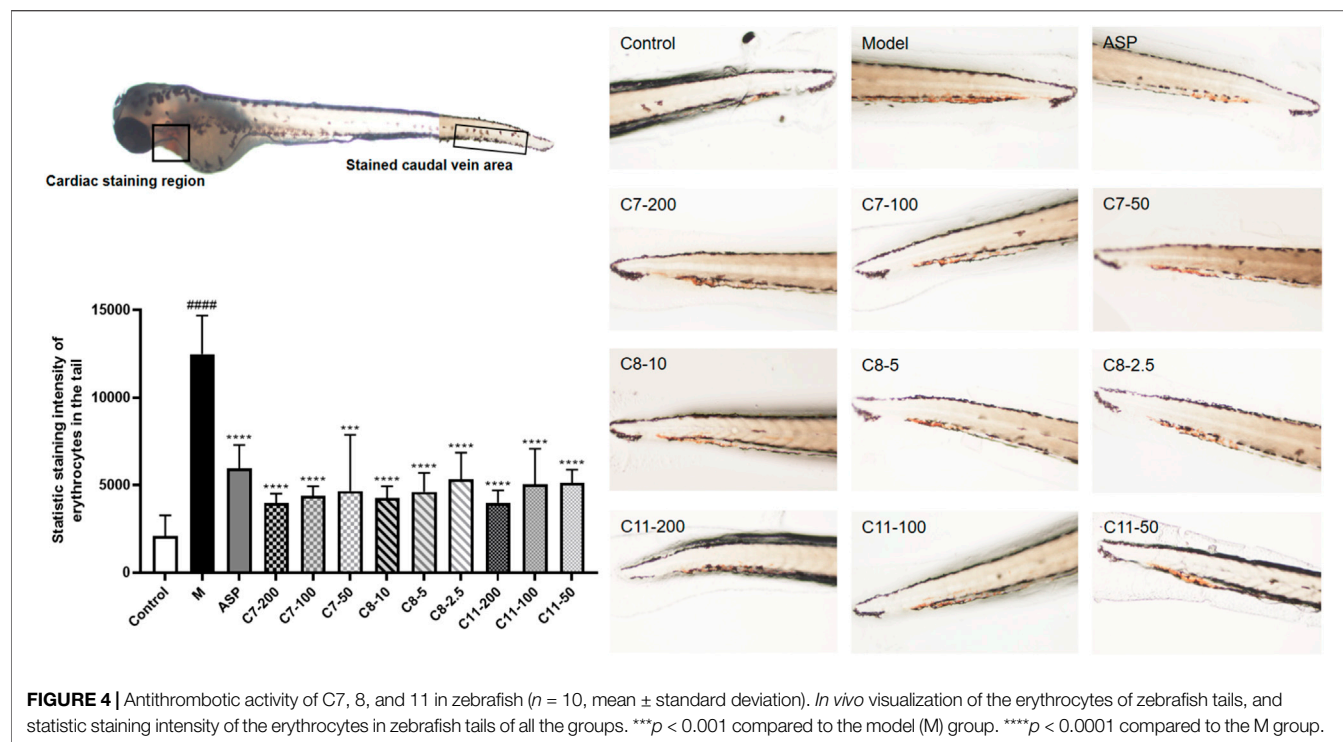 Cardiac staining region
Stained caudal vein area
Statistic staining intensity of
erythrocytes in the tail
15000
10000
5000
0
####
****
****
****
***
****
****
****
****
****
****
Control
M
ASP
C7-200
C7-100
C7-50
C8-10
C8-5
C8-2.5
C11-200
C11-100
C11-50
Control
Model
ASP
C7-200
C7-100
C7-50
C8-10
C8-5
C8-2.5
C11-200
C11-100
C11-50
FIGURE 4 | Antithrombotic activity of C7, 8, and 11 in zebrafish (n = 10, mean ± standard deviation). In vivo visualization of the erythrocytes of zebrafish tails, and
statistic staining intensity of the erythrocytes in zebrafish tails of all the groups. ***p < 0.001 compared to the model (M) group. ****p < 0.0001 compared to the M group.